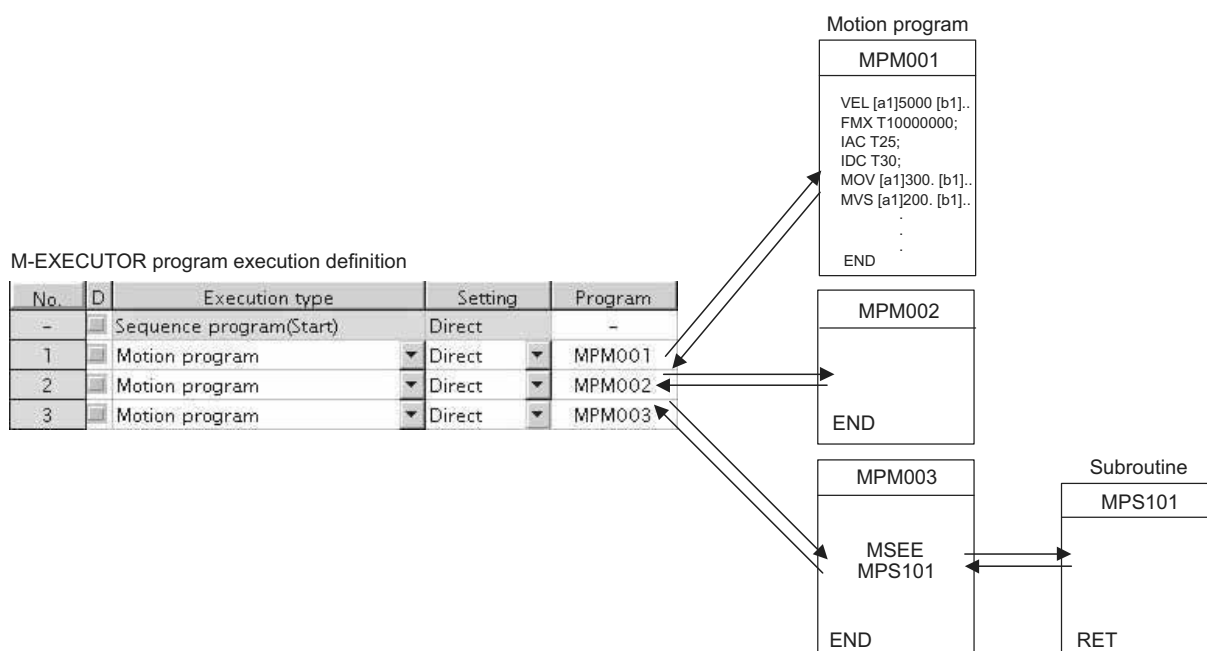 Motion program
MPM001
VEL [a1]5000 [b1]..
FMX T10000000;
IAC T25;
IDC T30;
MOV [a1]300. [b1]..
MVS [a1]200. [b1]..
.
.
.
END
M-EXECUTOR program execution definition
No. D Execution type Setting Program
- Sequence program(Start) Direct -
1 Motion program Direct MPM001
2 Motion program Direct MPM002
3 Motion program Direct MPM003
MPM002
END
MPM003
MSEE
MPS101
END
Subroutine
MPS101
RET